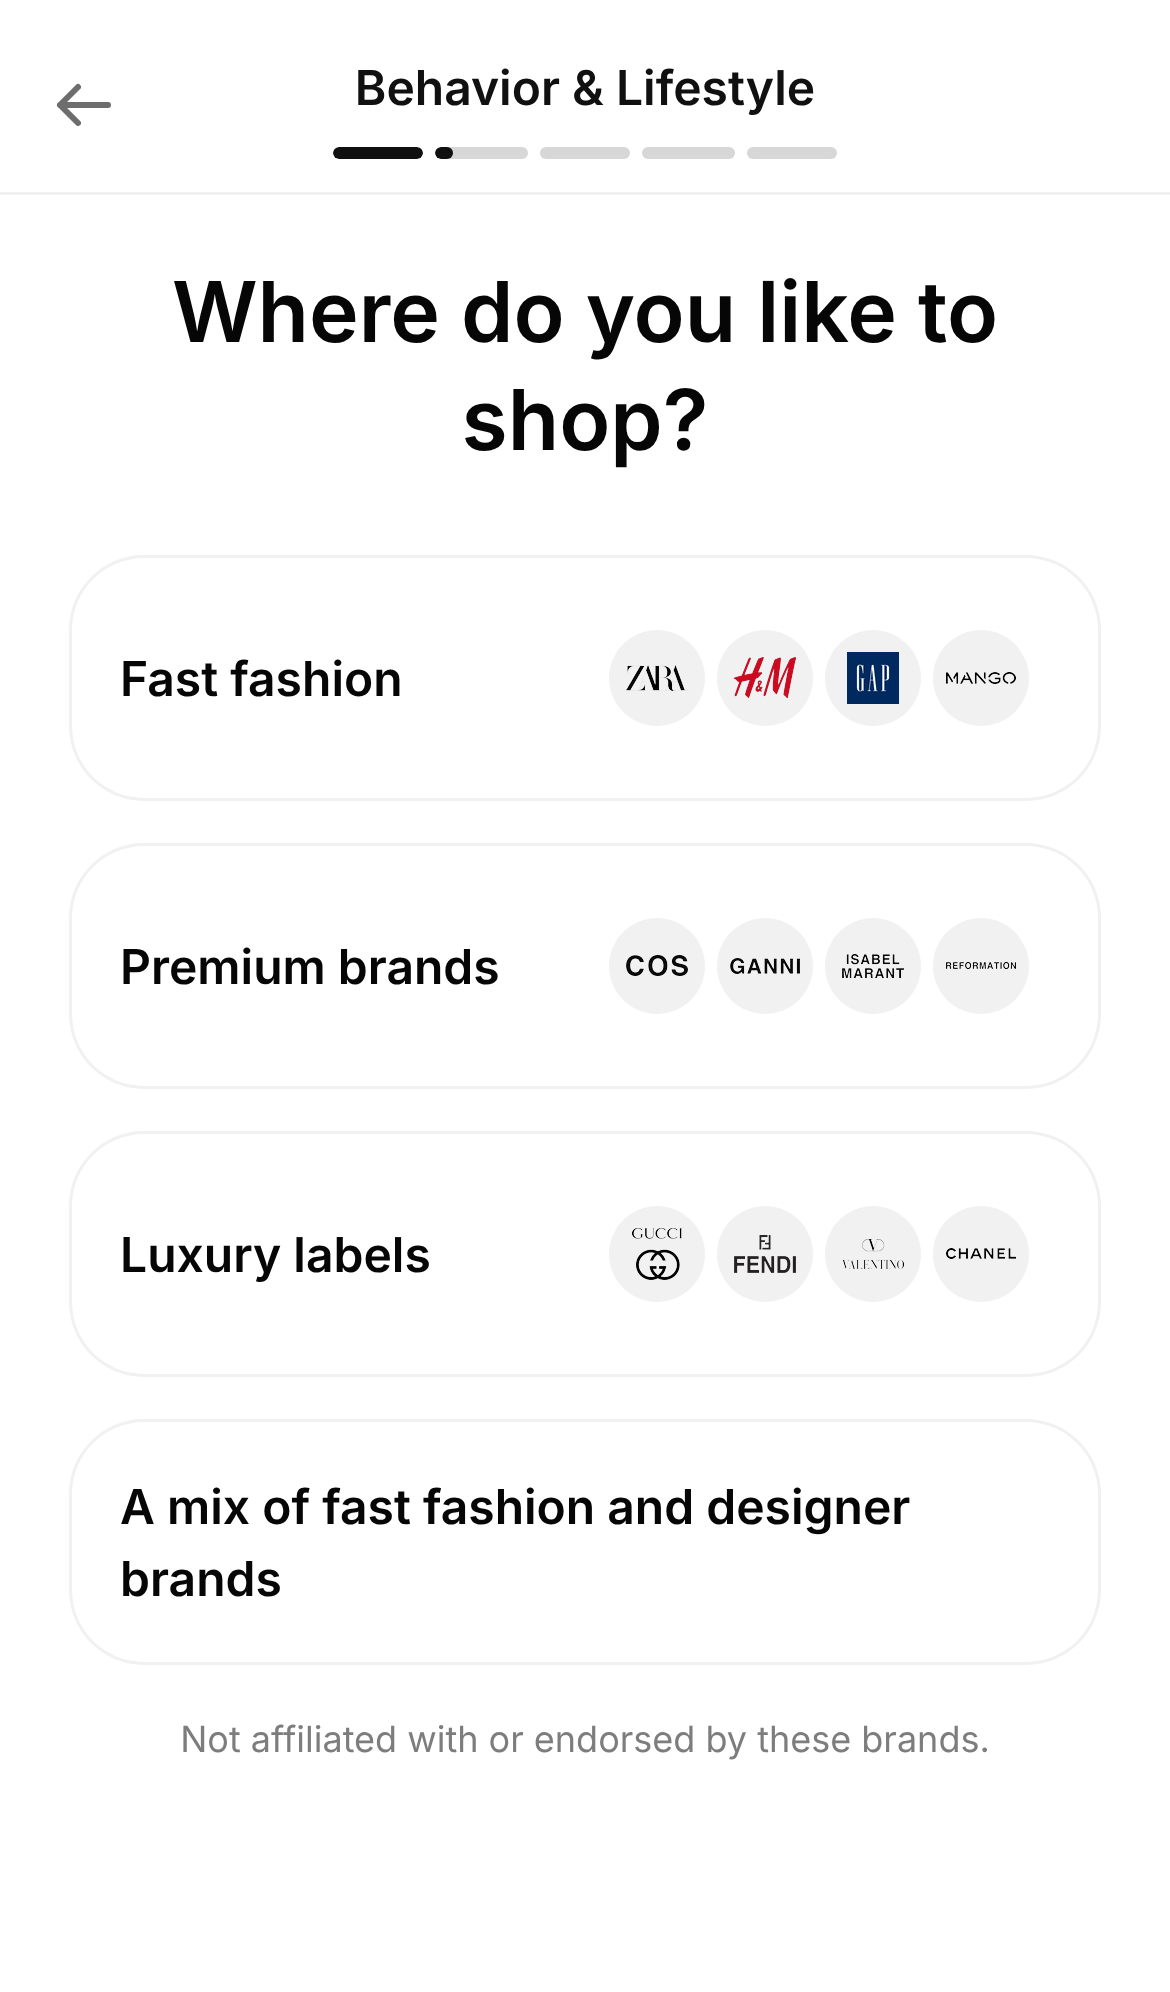 Behavior & Lifestyle
Where do you like to
shop?
Fast fashion
ZARA
H&M
GAP
MANGO
Premium brands
COS
GANNI
ISABEL
MARANT
REFORMATION
Luxury labels
GUCCI
FENDI
VALENTINO
CHANEL
A mix of fast fashion and designer
brands
Not affiliated with or endorsed by these brands.